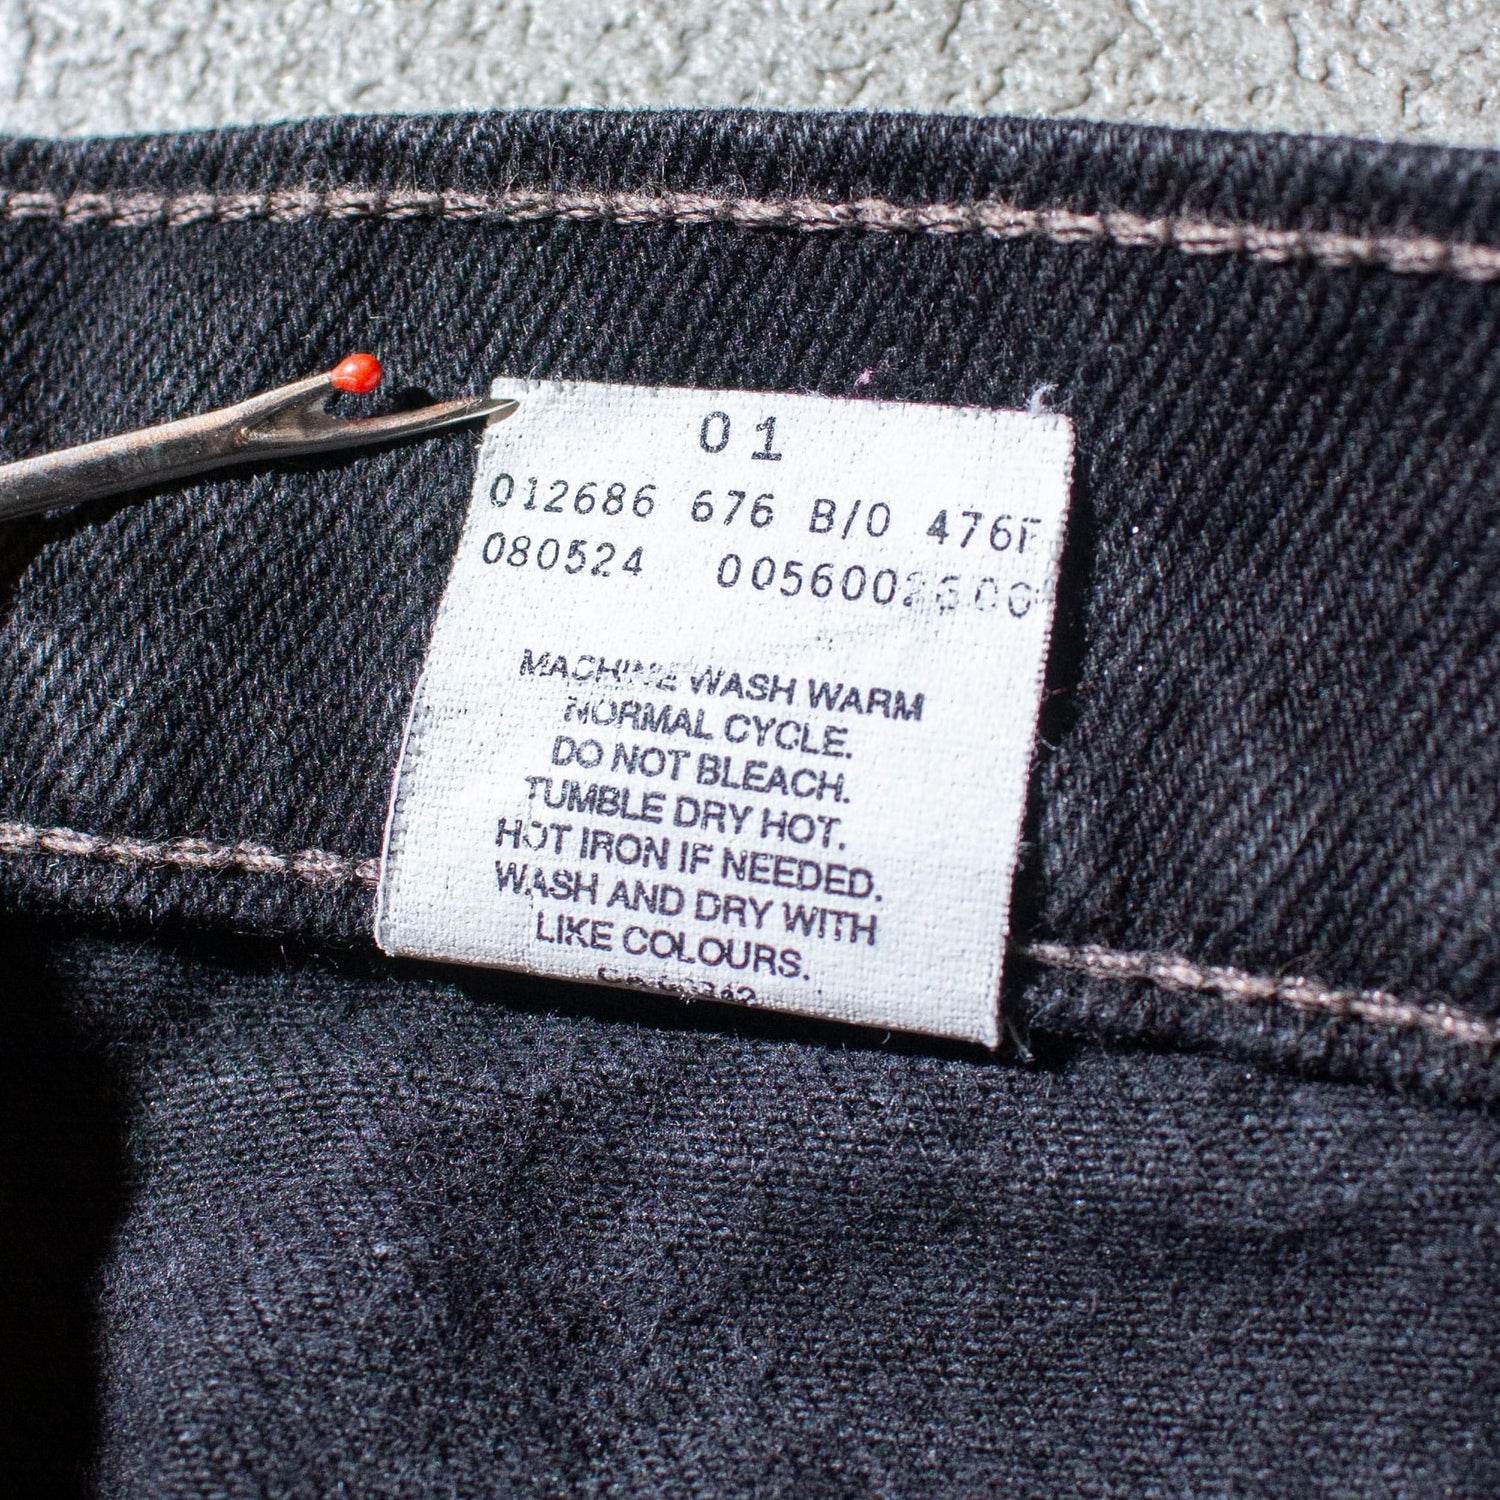 01
012686 676 B/O 476F
080524
MACHINE WASH WARM
NORMAL CYCLE.
DO NOT BLEACH.
TUMBLE DRY HOT.
HOT IRON IF NEEDED.
WASH AND DRY WITH
LIKE COLOURS.